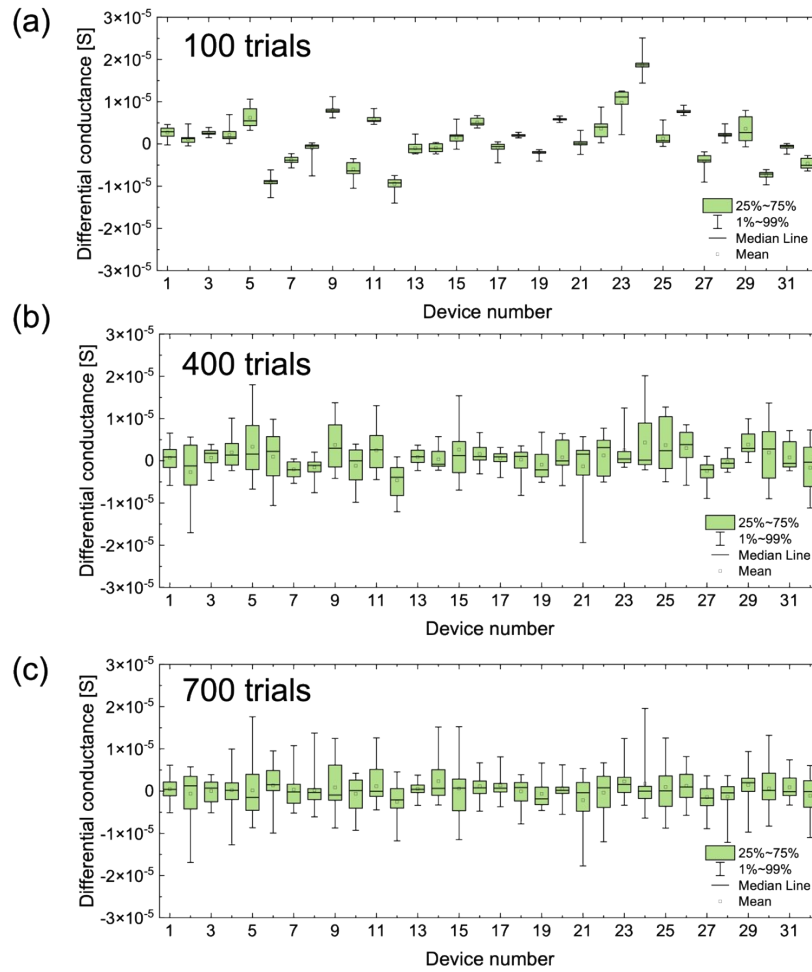 (a)
100 trials
Differential conductance [S]
3×10⁻⁵
2×10⁻⁵
1×10⁻⁵
0
-1×10⁻⁵
-2×10⁻⁵
-3×10⁻⁵
25%~75%
1%~99%
Median Line
Mean
1 3 5 7 9 11 13 15 17 19 21 23 25 27 29 31
Device number
(b)
400 trials
Differential conductance [S]
3×10⁻⁵
2×10⁻⁵
1×10⁻⁵
0
-1×10⁻⁵
-2×10⁻⁵
-3×10⁻⁵
25%~75%
1%~99%
Median Line
Mean
1 3 5 7 9 11 13 15 17 19 21 23 25 27 29 31
Device number
(c)
700 trials
Differential conductance [S]
3×10⁻⁵
2×10⁻⁵
1×10⁻⁵
0
-1×10⁻⁵
-2×10⁻⁵
-3×10⁻⁵
25%~75%
1%~99%
Median Line
Mean
1 3 5 7 9 11 13 15 17 19 21 23 25 27 29 31
Device number